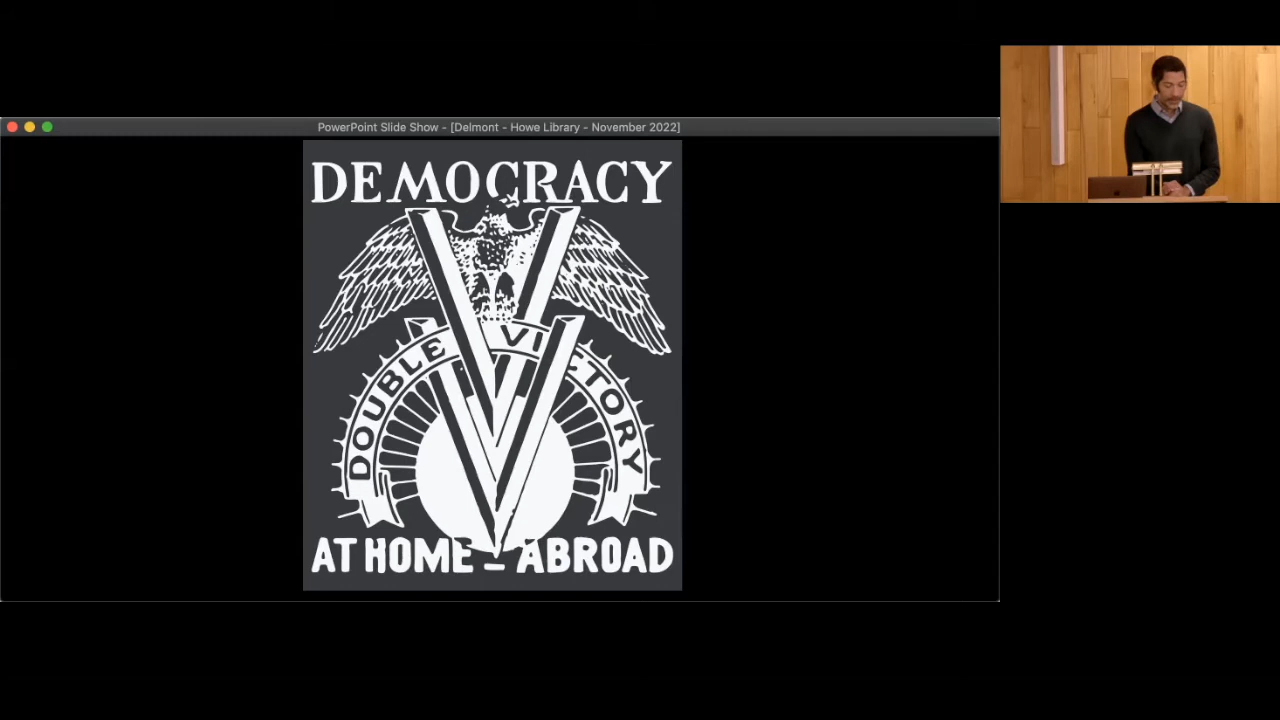 PowerPoint Slide Show - [Delmont - Howe Library - November 2022]
DEMOCRACY
DOUBLE VICTORY
AT HOME - ABROAD